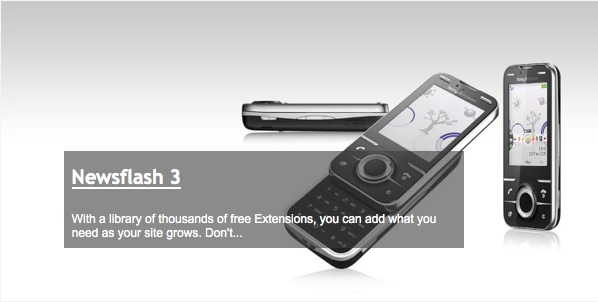 Newsflash 3
With a library of thousands of free Extensions, you can add what you
need as your site grows. Don't...